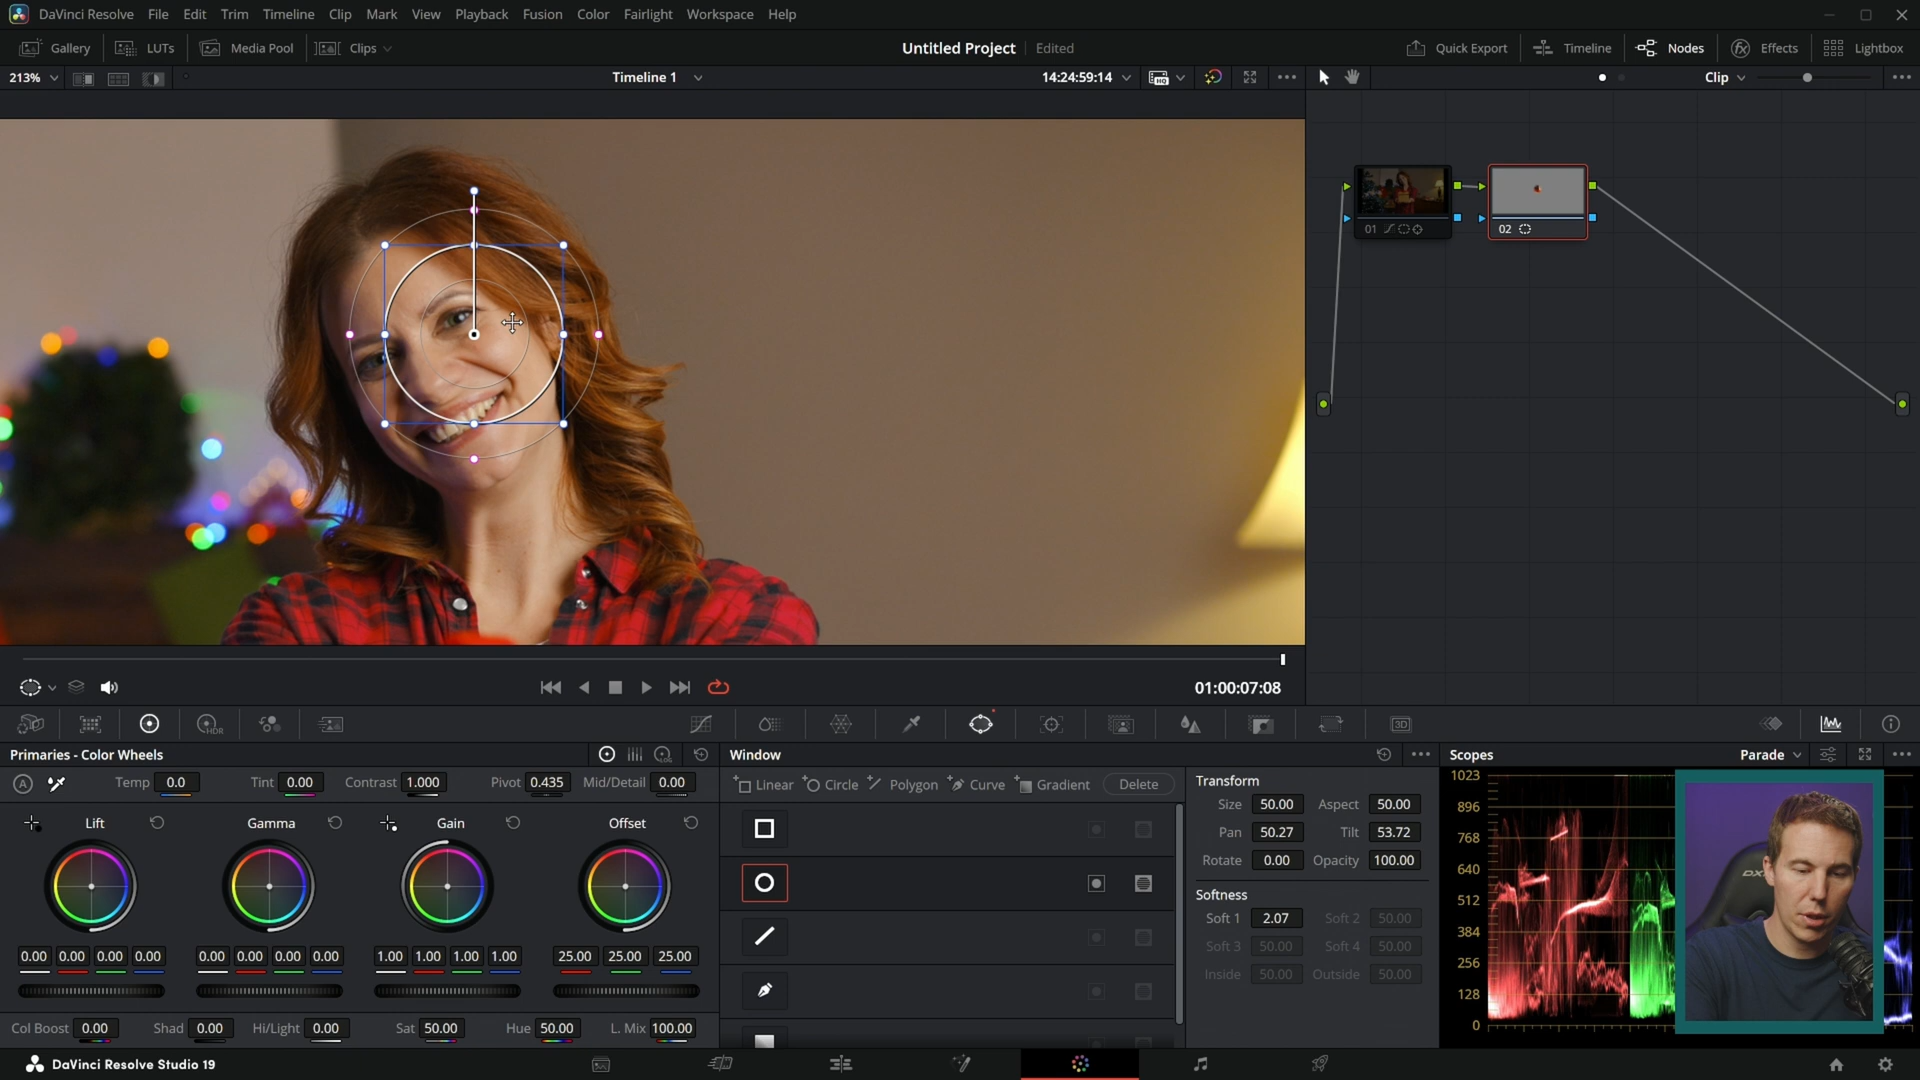 DaVinci Resolve File Edit Trim Timeline Clip Mark View Playback Fusion Color Fairlight Workspace Help
Gallery LUTs Media Pool Clips Untitled Project Edited Quick Export Timeline Nodes Effects Lightbox
213% Timeline 1 14:24:59:14 HQ Clip
01 02
01:00:07:08
HDR 3D
Primaries - Color Wheels LOG Window Scopes Parade
A Temp 0.0 Tint 0.00 Contrast 1.000 Pivot 0.435 Mid/Detail 0.00 Linear Circle Polygon Curve Gradient Delete
Lift Gamma Gain Offset
0.00 0.00 0.00 0.00 0.00 0.00 0.00 0.00 1.00 1.00 1.00 1.00 25.00 25.00 25.00
Col Boost 0.00 Shad 0.00 Hi/Light 0.00 Sat 50.00 Hue 50.00 L. Mix 100.00
Transform
Size 50.00 Aspect 50.00
Pan 50.27 Tilt 53.72
Rotate 0.00 Opacity 100.00
Softness
Soft 1 2.07 Soft 2 50.00
Soft 3 50.00 Soft 4 50.00
Inside 50.00 Outside 50.00
1023
896
768
640
512
384
256
128
0
DX
DaVinci Resolve Studio 19